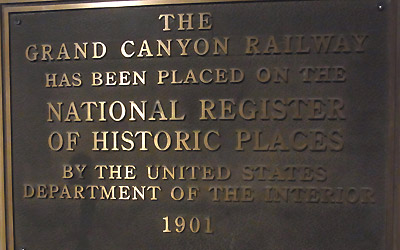 THE
GRAND CANYON RAILWAY
HAS BEEN PLACED ON THE
NATIONAL REGISTER
OF HISTORIC PLACES
BY THE UNITED STATES
DEPARTMENT OF THE INTERIOR
1901